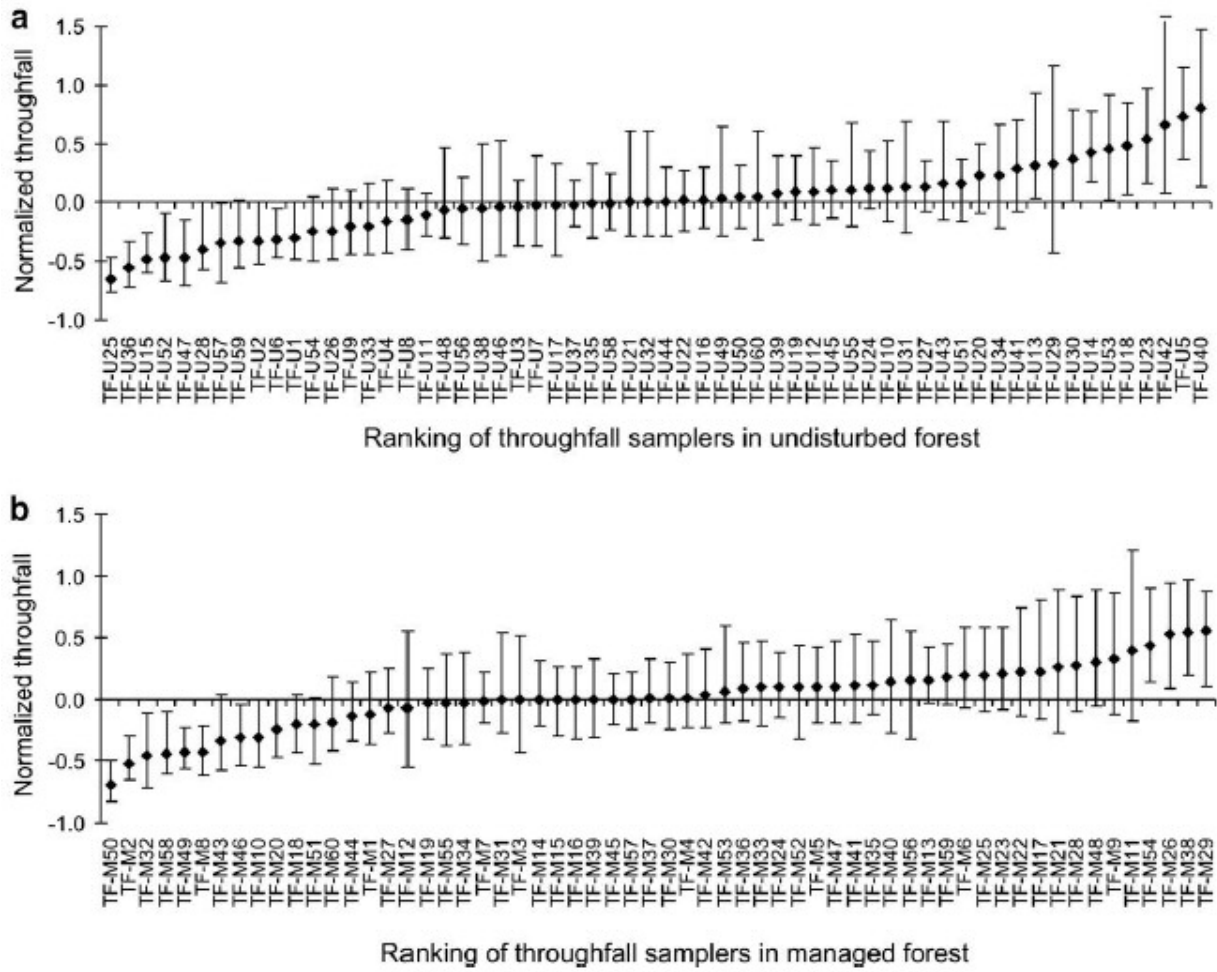 a
1.5
1.0
0.5
0.0
-0.5
-1.0
Normalized throughfall
TF-U25
TF-U36
TF-U15
TF-U52
TF-U47
TF-U28
TF-U57
TF-U59
TF-U2
TF-U6
TF-U1
TF-U54
TF-U26
TF-U9
TF-U33
TF-U4
TF-U8
TF-U11
TF-U48
TF-U56
TF-U38
TF-U46
TF-U3
TF-U7
TF-U17
TF-U37
TF-U35
TF-U58
TF-U21
TF-U32
TF-U44
TF-U22
TF-U16
TF-U49
TF-U50
TF-U60
TF-U39
TF-U19
TF-U12
TF-U45
TF-U55
TF-U24
TF-U10
TF-U31
TF-U27
TF-U43
TF-U51
TF-U20
TF-U34
TF-U41
TF-U13
TF-U29
TF-U30
TF-U14
TF-U53
TF-U18
TF-U23
TF-U42
TF-U5
TF-U40
Ranking of throughfall samplers in undisturbed forest
b
1.5
1.0
0.5
0.0
-0.5
-1.0
Normalized throughfall
TF-M50
TF-M2
TF-M32
TF-M58
TF-M49
TF-M8
TF-M43
TF-M46
TF-M10
TF-M20
TF-M18
TF-M51
TF-M60
TF-M44
TF-M1
TF-M27
TF-M12
TF-M19
TF-M55
TF-M34
TF-M7
TF-M31
TF-M3
TF-M14
TF-M15
TF-M16
TF-M39
TF-M45
TF-M57
TF-M37
TF-M30
TF-M4
TF-M42
TF-M53
TF-M36
TF-M33
TF-M24
TF-M52
TF-M5
TF-M47
TF-M41
TF-M35
TF-M40
TF-M56
TF-M13
TF-M59
TF-M6
TF-M25
TF-M23
TF-M22
TF-M17
TF-M21
TF-M28
TF-M48
TF-M9
TF-M11
TF-M54
TF-M26
TF-M38
TF-M29
Ranking of throughfall samplers in managed forest